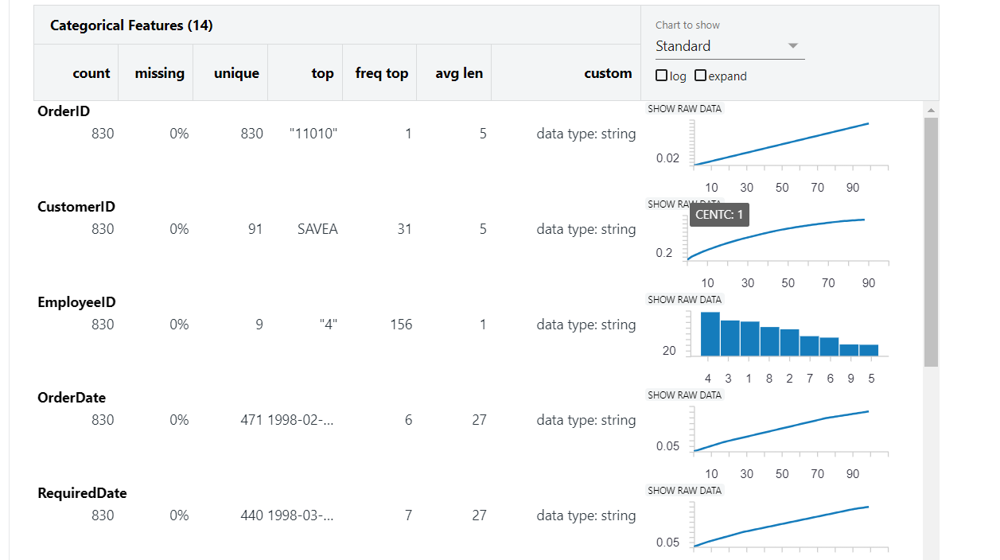 Categorical Features (14)
Chart to show
Standard
count missing unique top freq top avg len custom
log expand
OrderID
SHOW RAW DATA
830 0% 830 "11010" 1 5 data type: string
0.02
10 30 50 70 90
CustomerID
SHOW RAW DATA
CENTC: 1
830 0% 91 SAVEA 31 5 data type: string
0.2
10 30 50 70 90
EmployeeID
SHOW RAW DATA
830 0% 9 "4" 156 1 data type: string
20
4 3 1 8 2 7 6 9 5
OrderDate
SHOW RAW DATA
830 0% 471 1998-02-... 6 27 data type: string
0.05
10 30 50 70 90
RequiredDate
SHOW RAW DATA
830 0% 440 1998-03-... 7 27 data type: string
0.05